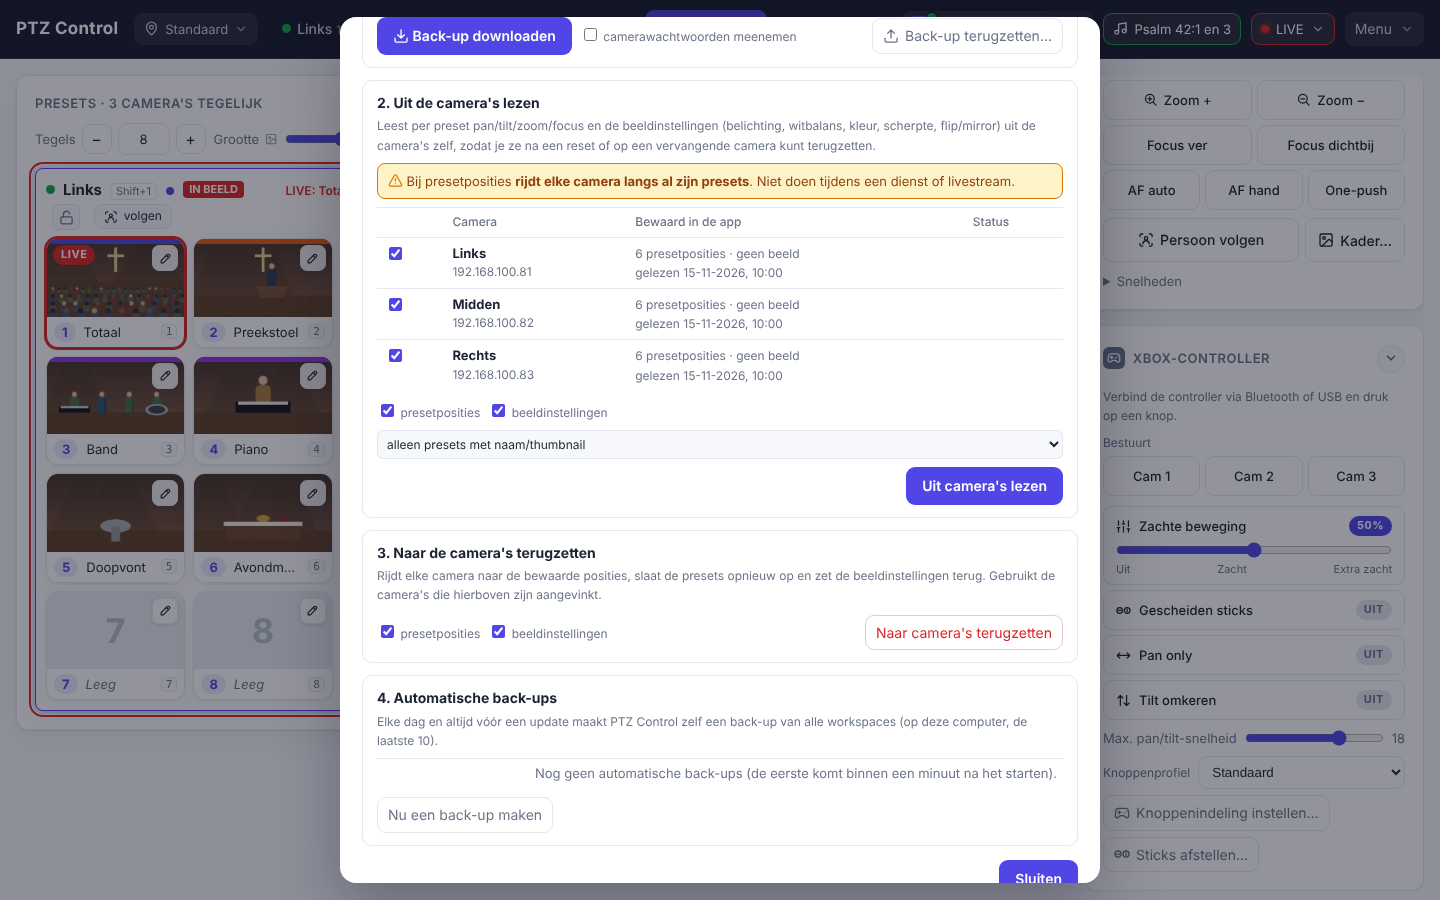 PTZ Control
Standaard
Links
Psalm 42:1 en 3
LIVE
Menu
Back-up downloaden
camerawachtwoorden meenemen
Back-up terugzetten...
PRESETS · 3 CAMERA'S TEGELIJK
Tegels
−
8
+
Grootte
Links
Shift+1
IN BEELD
LIVE: Tota
volgen
LIVE
1 Totaal 1
2 Preekstoel 2
3 Band 3
4 Piano 4
5 Doopvont 5
6 Avondm... 6
7
8
7 Leeg 7
8 Leeg 8
2. Uit de camera's lezen
Leest per preset pan/tilt/zoom/focus en de beeldinstellingen (belichting, witbalans, kleur, scherpte, flip/mirror) uit de
camera's zelf, zodat je ze na een reset of op een vervangende camera kunt terugzetten.
Bij presetposities rijdt elke camera langs al zijn presets. Niet doen tijdens een dienst of livestream.
Camera Bewaard in de app Status
Links 6 presetposities · geen beeld
192.168.100.81 gelezen 15-11-2026, 10:00
Midden 6 presetposities · geen beeld
192.168.100.82 gelezen 15-11-2026, 10:00
Rechts 6 presetposities · geen beeld
192.168.100.83 gelezen 15-11-2026, 10:00
presetposities beeldinstellingen
alleen presets met naam/thumbnail
Uit camera's lezen
3. Naar de camera's terugzetten
Rijdt elke camera naar de bewaarde posities, slaat de presets opnieuw op en zet de beeldinstellingen terug. Gebruikt de
camera's die hierboven zijn aangevinkt.
presetposities beeldinstellingen
Naar camera's terugzetten
4. Automatische back-ups
Elke dag en altijd vóór een update maakt PTZ Control zelf een back-up van alle workspaces (op deze computer, de
laatste 10).
Nog geen automatische back-ups (de eerste komt binnen een minuut na het starten).
Nu een back-up maken
Sluiten
Zoom +
Zoom −
Focus ver
Focus dichtbij
AF auto
AF hand
One-push
Persoon volgen
Kader...
Snelheden
XBOX-CONTROLLER
Verbind de controller via Bluetooth of USB en druk
op een knop.
Bestuurt
Cam 1
Cam 2
Cam 3
Zachte beweging 50%
Uit Zacht Extra zacht
Gescheiden sticks UIT
Pan only UIT
Tilt omkeren UIT
Max. pan/tilt-snelheid 18
Knoppenprofiel Standaard
Knoppenindeling instellen...
Sticks afstellen...